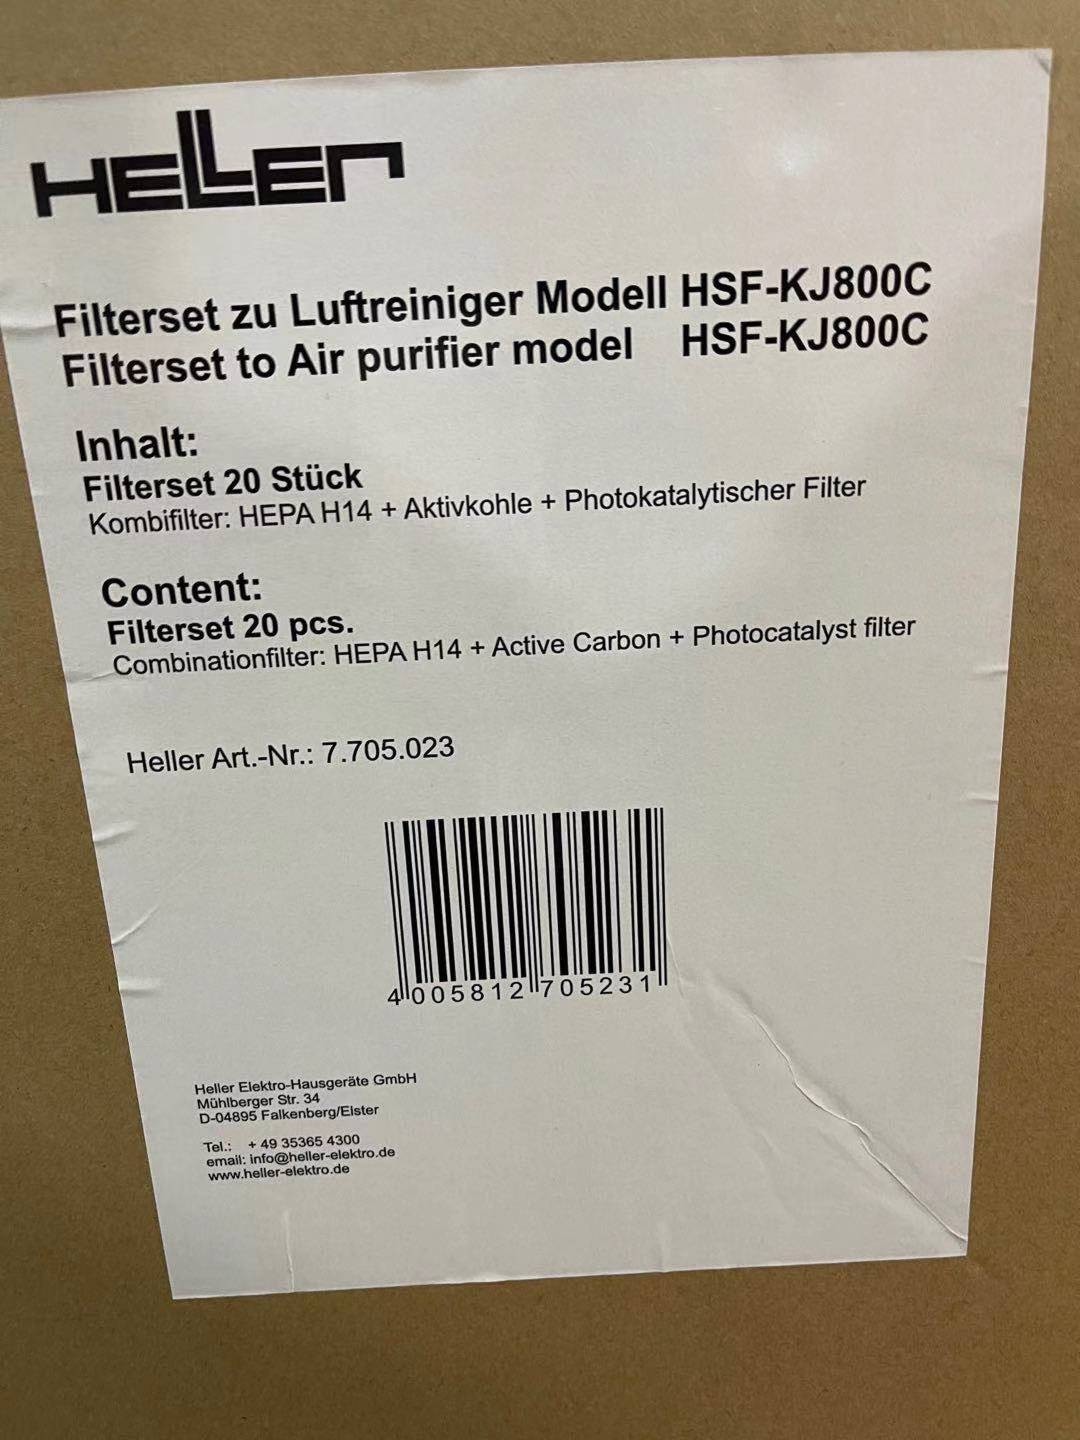 HELLER
Filterset zu Luftreiniger Modell HSF-KJ800C
Filterset to Air purifier model HSF-KJ800C
Inhalt:
Filterset 20 Stück
Kombifilter: HEPA H14 + Aktivkohle + Photokatalytischer Filter
Content:
Filterset 20 pcs.
Combinationfilter: HEPA H14 + Active Carbon + Photocatalyst filter
Heller Art.-Nr.: 7.705.023
4 005812 705231
Heller Elektro-Hausgeräte GmbH
Mühlberger Str. 34
D-04895 Falkenberg/Elster
Tel.: + 49 35365 4300
email: info@heller-elektro.de
www.heller-elektro.de